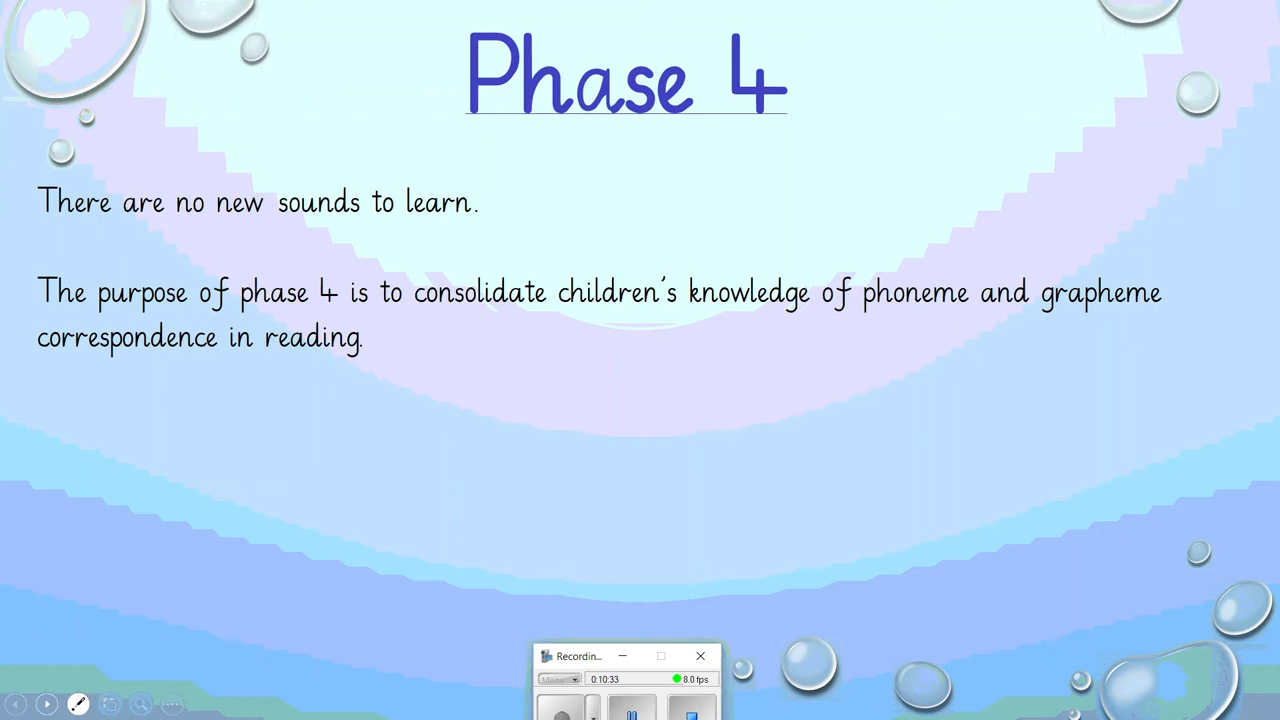 Phase 4
There are no new sounds to learn.
The purpose of phase 4 is to consolidate children's knowledge of phoneme and grapheme
correspondence in reading.
Recordin...
Menu
0:10:33
8.0 fps